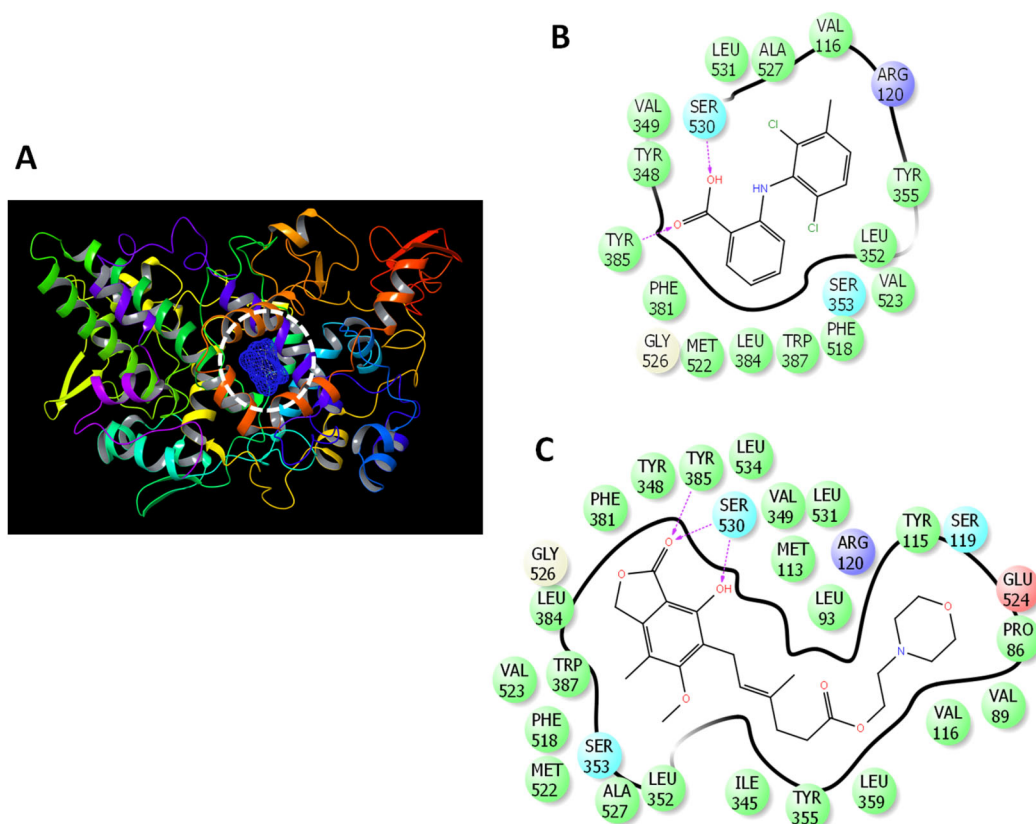 A
B
VAL
116
LEU
531
ALA
527
ARG
120
VAL
349
SER
530
Cl
TYR
348
OH
HN
TYR
355
O
Cl
TYR
385
LEU
352
PHE
381
SER
353
VAL
523
GLY
526
MET
522
LEU
384
TRP
387
PHE
518
C
TYR
348
TYR
385
LEU
534
PHE
381
SER
530
VAL
349
LEU
531
TYR
115
SER
119
GLY
526
MET
113
ARG
120
GLU
524
O
O
OH
LEU
384
LEU
93
O
PRO
86
N
VAL
523
TRP
387
O
O
O
VAL
116
VAL
89
PHE
518
SER
353
MET
522
ALA
527
LEU
352
ILE
345
TYR
355
LEU
359